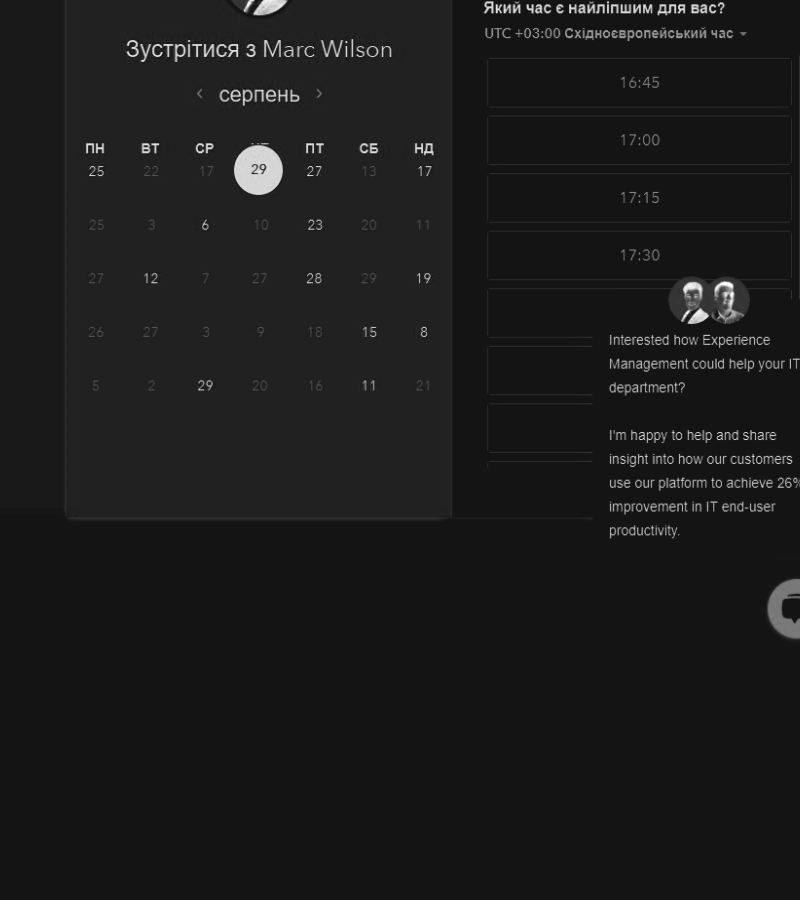 Зустрітися з Marc Wilson
серпень
ПН ВТ СР ПТ СБ НД
25 22 17 29 27 13 17
25 3 6 10 23 20 11
27 12 7 27 28 29 19
26 27 3 9 18 15 8
5 2 29 20 16 11 21
Який час є найліпшим для вас?
UTC +03:00 Східноєвропейський час
16:45
17:00
17:15
17:30
Interested how Experience
Management could help your IT
department?
I'm happy to help and share
insight into how our customers
use our platform to achieve 26%
improvement in IT end-user
productivity.